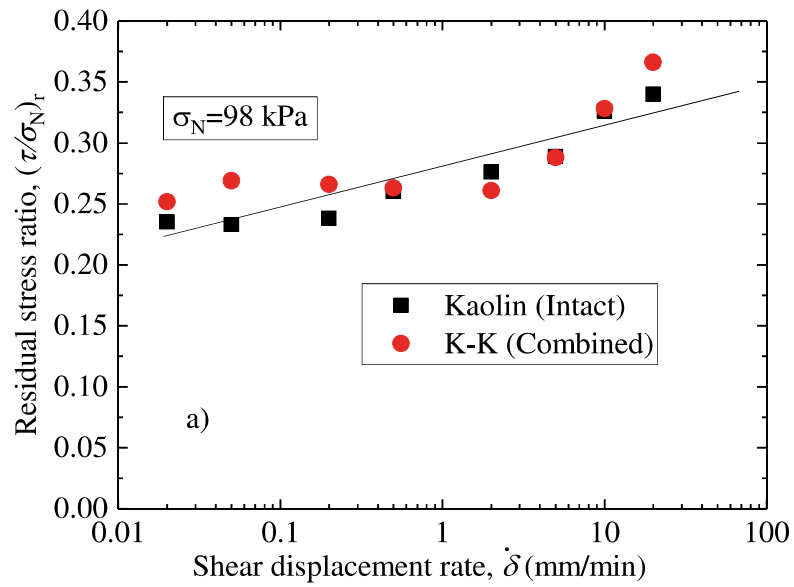 0.40
0.35
0.30
0.25
0.20
0.15
0.10
0.05
0.00
Residual stress ratio, (τ/σN)r
σN=98 kPa
Kaolin (Intact)
K-K (Combined)
a)
0.01
0.1
1
10
100
Shear displacement rate, δ̇ (mm/min)